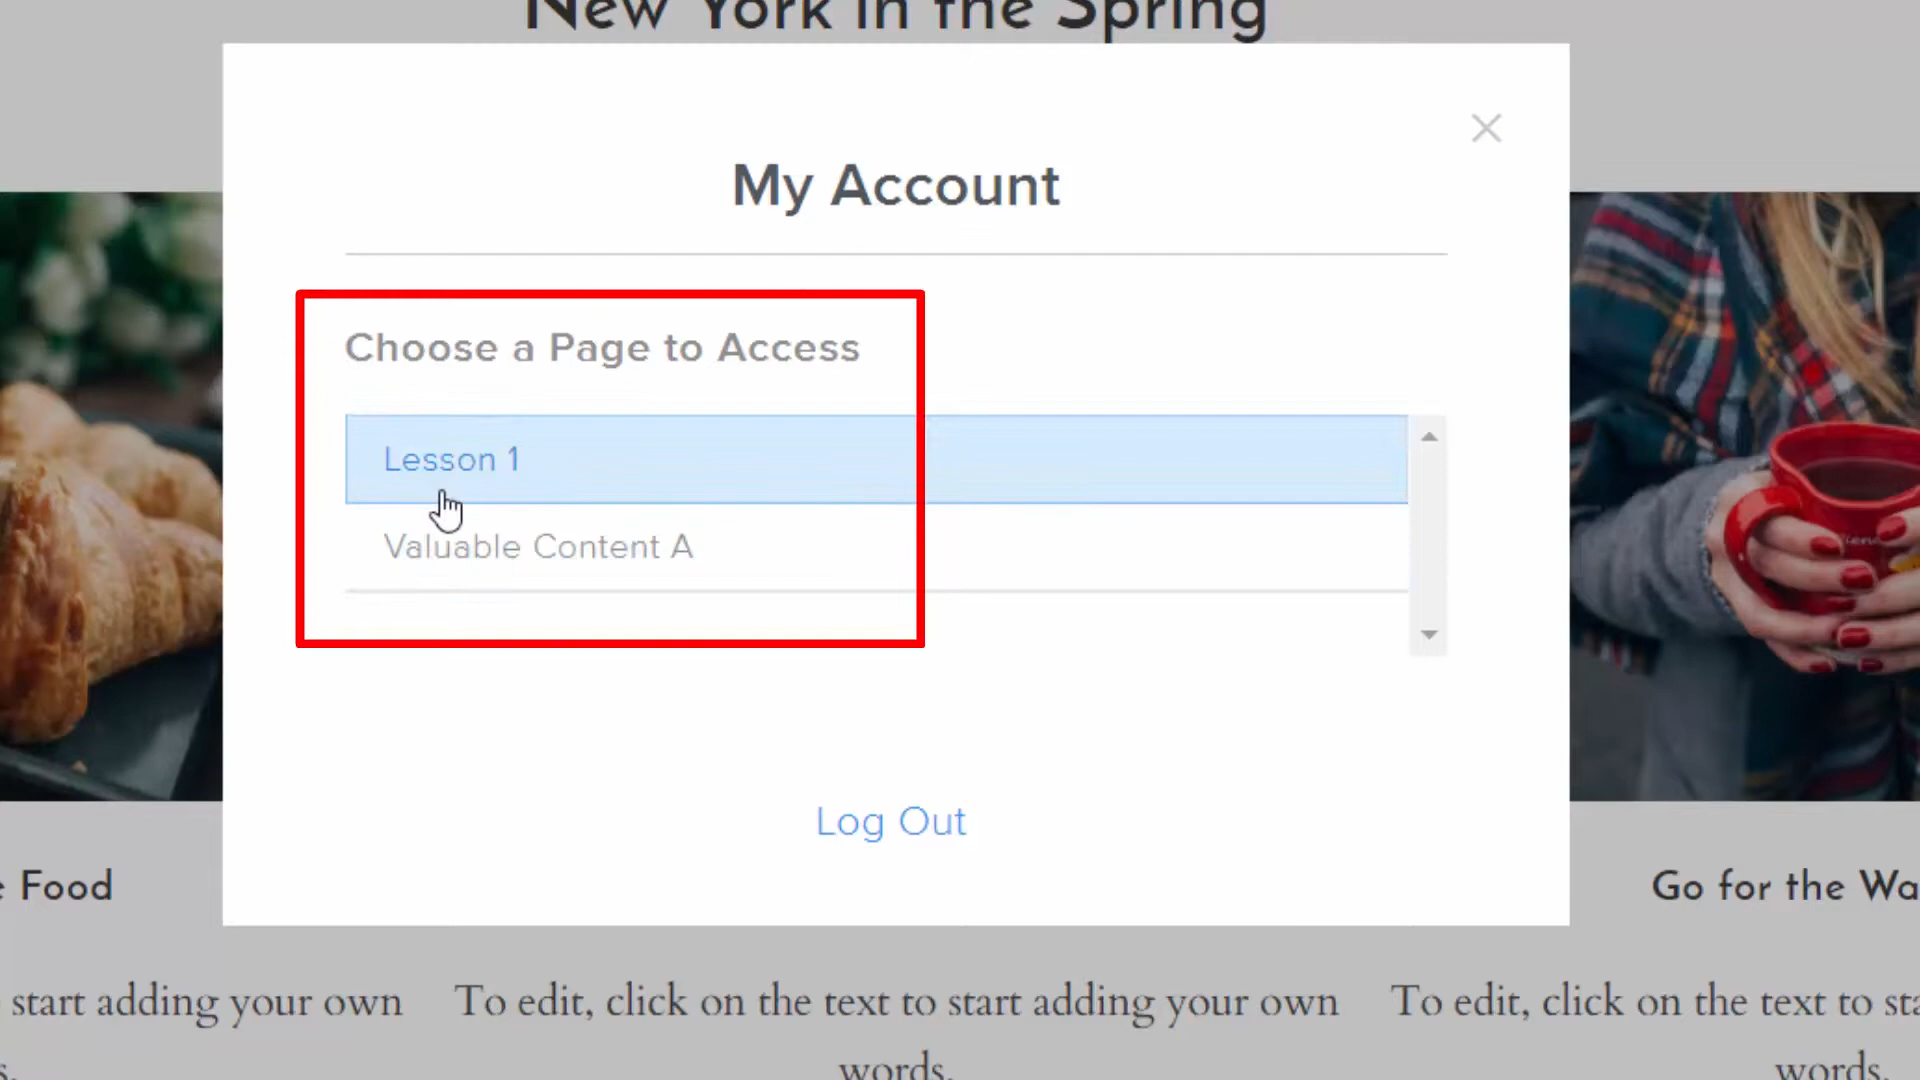 New York in the Spring
My Account
Choose a Page to Access
Lesson 1
Valuable Content A
Log Out
Food
Go for the Wa
start adding your own
To edit, click on the text to start adding your own
words.
To edit, click on the text to sta
words.